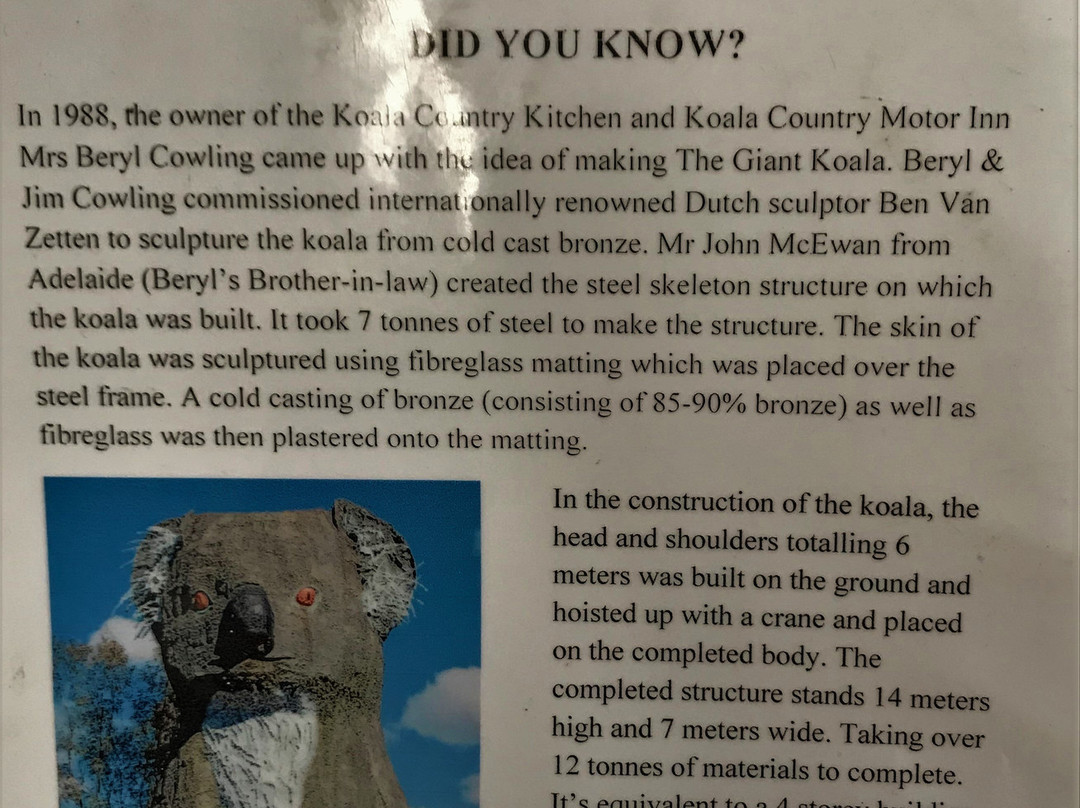 DID YOU KNOW?
In 1988, the owner of the Koala Country Kitchen and Koala Country Motor Inn
Mrs Beryl Cowling came up with the idea of making The Giant Koala. Beryl &
Jim Cowling commissioned internationally renowned Dutch sculptor Ben Van
Zetten to sculpture the koala from cold cast bronze. Mr John McEwan from
Adelaide (Beryl's Brother-in-law) created the steel skeleton structure on which
the koala was built. It took 7 tonnes of steel to make the structure. The skin of
the koala was sculptured using fibreglass matting which was placed over the
steel frame. A cold casting of bronze (consisting of 85-90% bronze) as well as
fibreglass was then plastered onto the matting.
In the construction of the koala, the
head and shoulders totalling 6
meters was built on the ground and
hoisted up with a crane and placed
on the completed body. The
completed structure stands 14 meters
high and 7 meters wide. Taking over
12 tonnes of materials to complete.
It's equivalent to a 4 storey